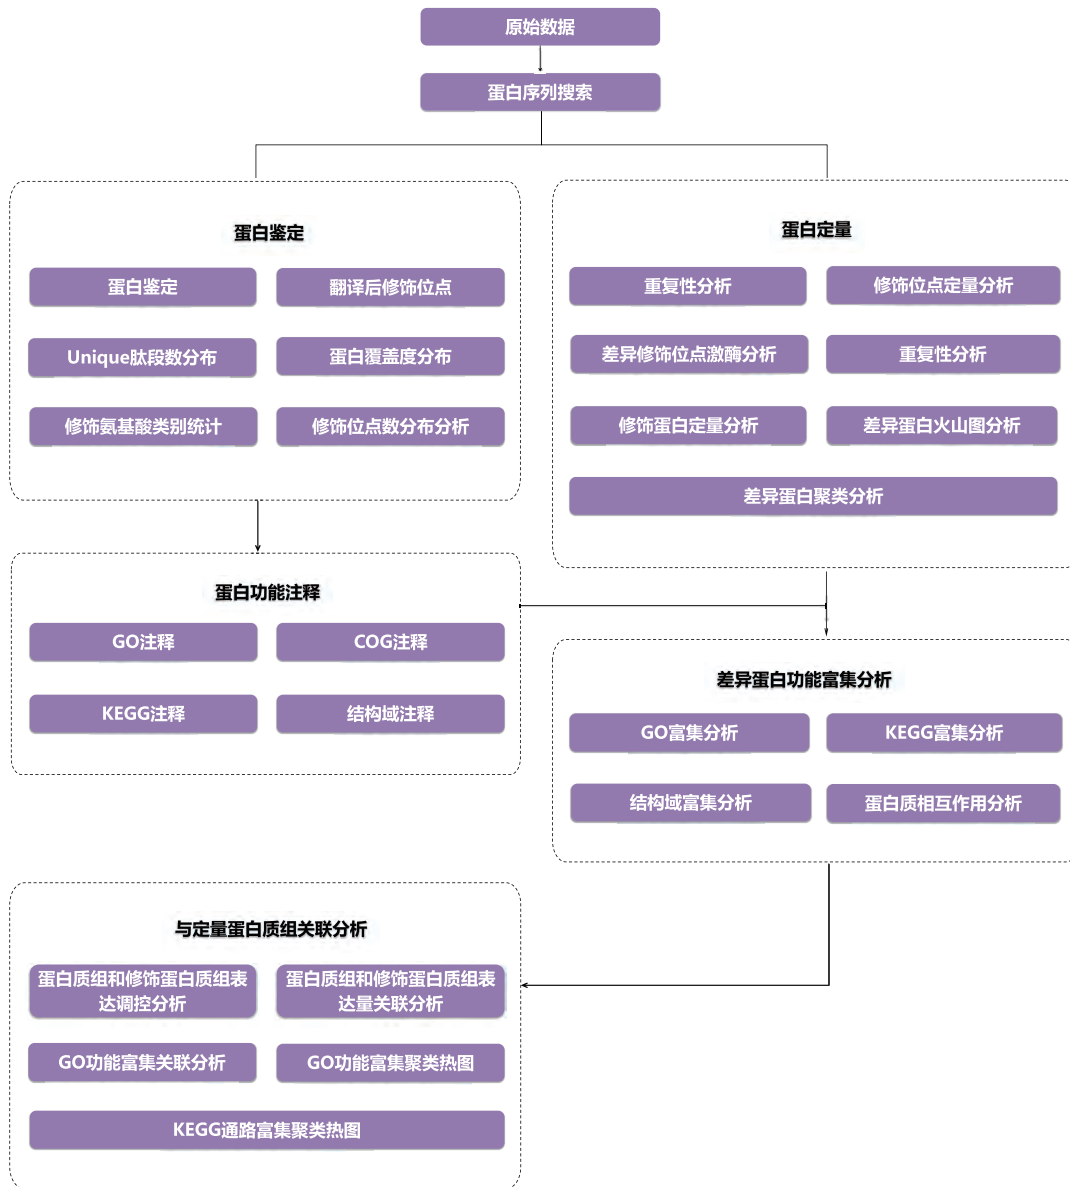 原始数据
蛋白序列搜索
蛋白鉴定
蛋白鉴定
翻译后修饰位点
Unique肽段数分布
蛋白覆盖度分布
修饰氨基酸类别统计
修饰位点数分布分析
蛋白定量
重复性分析
修饰位点定量分析
差异修饰位点激酶分析
重复性分析
修饰蛋白定量分析
差异蛋白火山图分析
差异蛋白聚类分析
蛋白功能注释
GO注释
COG注释
KEGG注释
结构域注释
差异蛋白功能富集分析
GO富集分析
KEGG富集分析
结构域富集分析
蛋白质相互作用分析
与定量蛋白质组关联分析
蛋白质组和修饰蛋白质组表
达调控分析
蛋白质组和修饰蛋白质组表
达量关联分析
GO功能富集关联分析
GO功能富集聚类热图
KEGG通路富集聚类热图